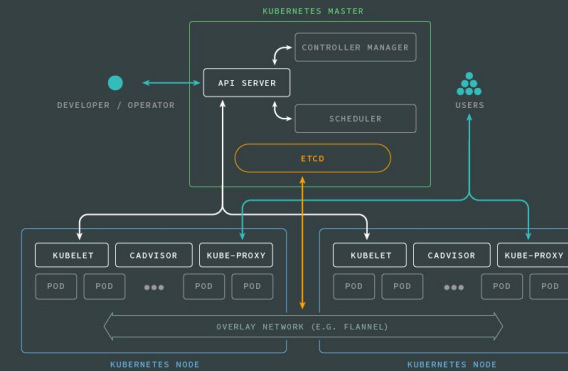 KUBERNETES MASTER
CONTROLLER MANAGER
API SERVER
DEVELOPER / OPERATOR
USERS
SCHEDULER
ETCD
KUBELET
CADVISOR
KUBE-PROXY
KUBELET
CADVISOR
KUBE-PROXY
POD
POD
POD
POD
POD
POD
POD
POD
OVERLAY NETWORK (E.G. FLANNEL)
KUBERNETES NODE
KUBERNETES NODE